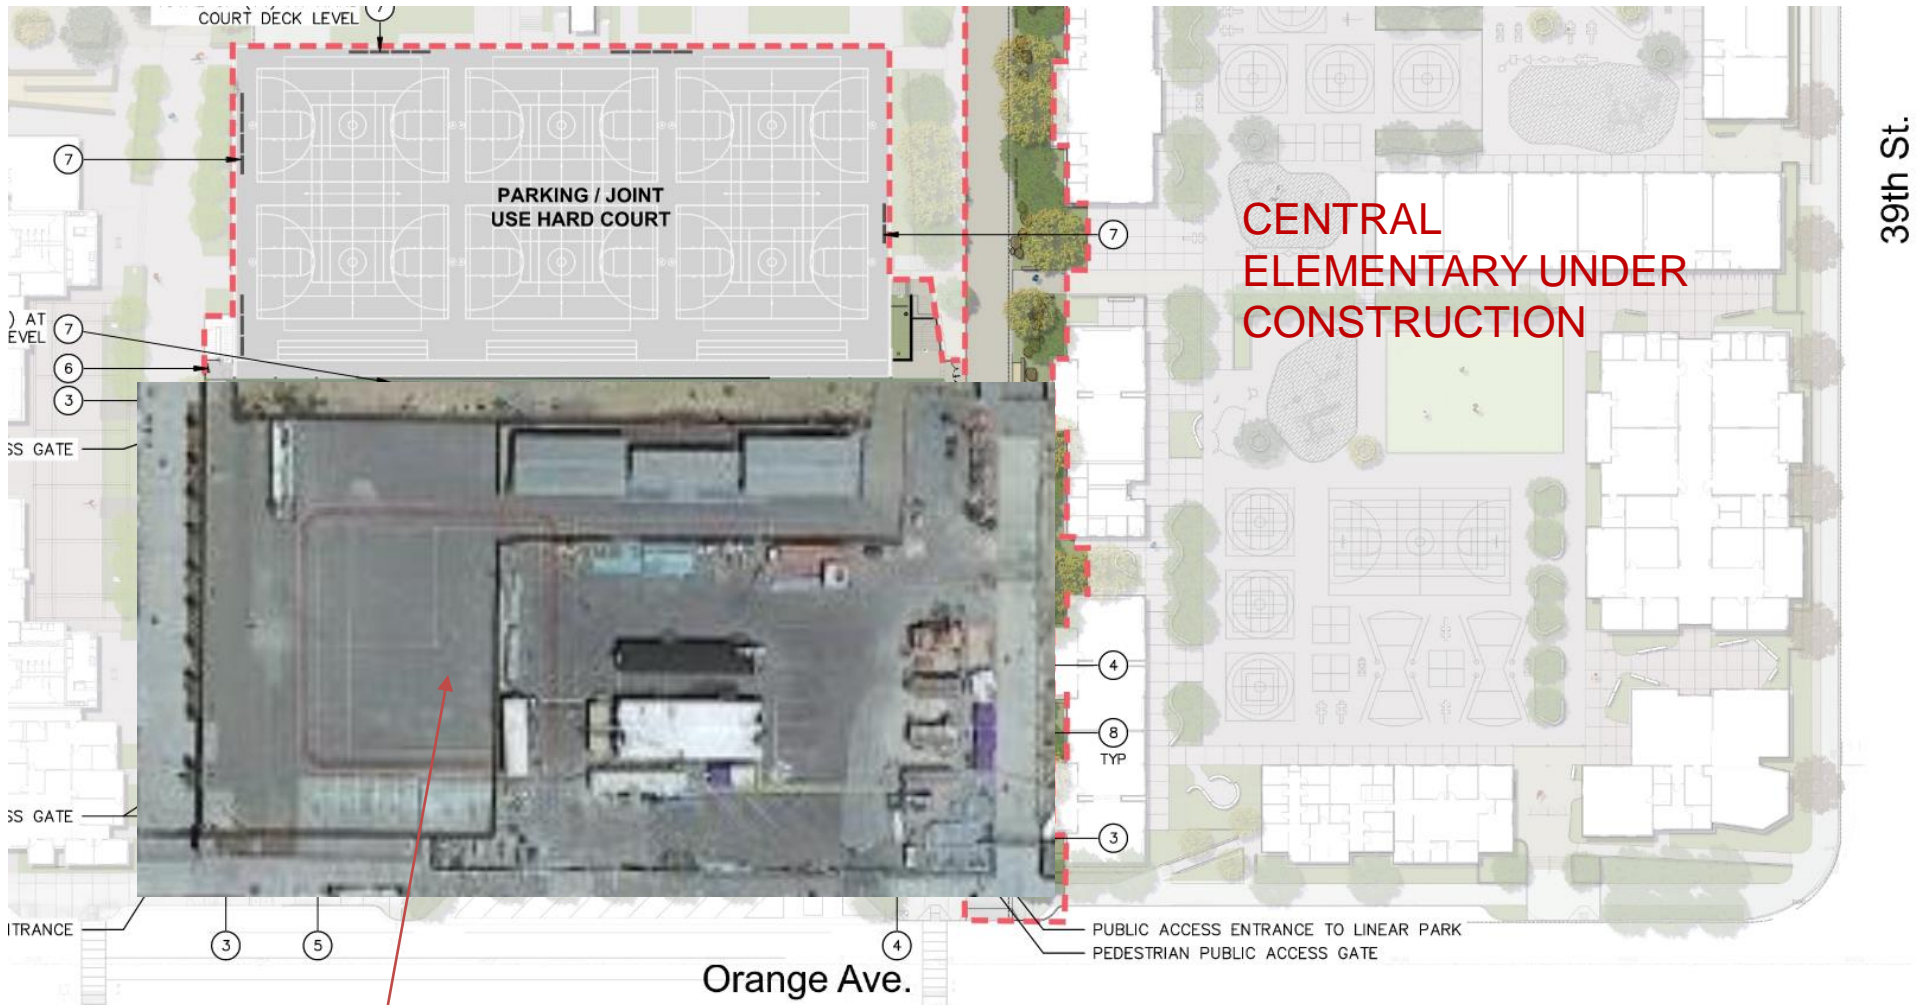 COURT DECK LEVEL
7
7
PARKING / JOINT
USE HARD COURT
7
39th St.
CENTRAL
ELEMENTARY UNDER
CONSTRUCTION
) AT
EVEL
7
6
3
SS GATE
4
8
TYP
SS GATE
3
NTRANCE
3
5
4
PUBLIC ACCESS ENTRANCE TO LINEAR PARK
PEDESTRIAN PUBLIC ACCESS GATE
Orange Ave.